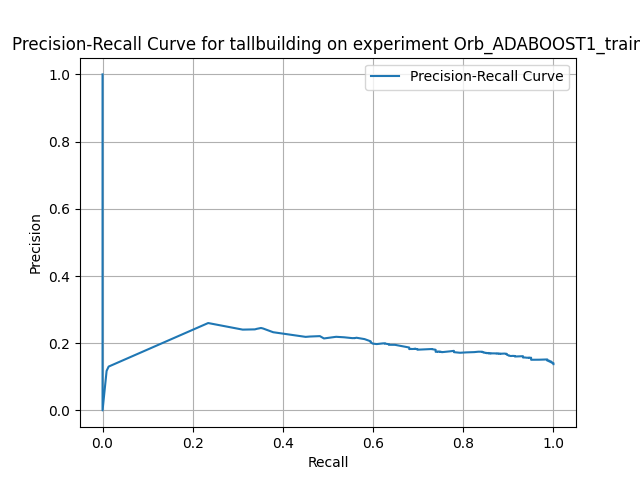 Precision-Recall Curve for tallbuilding on experiment Orb_ADABOOST1_train
Precision-Recall Curve
1.0
0.8
0.6
0.4
0.2
0.0
Precision
0.0 0.2 0.4 0.6 0.8 1.0
Recall